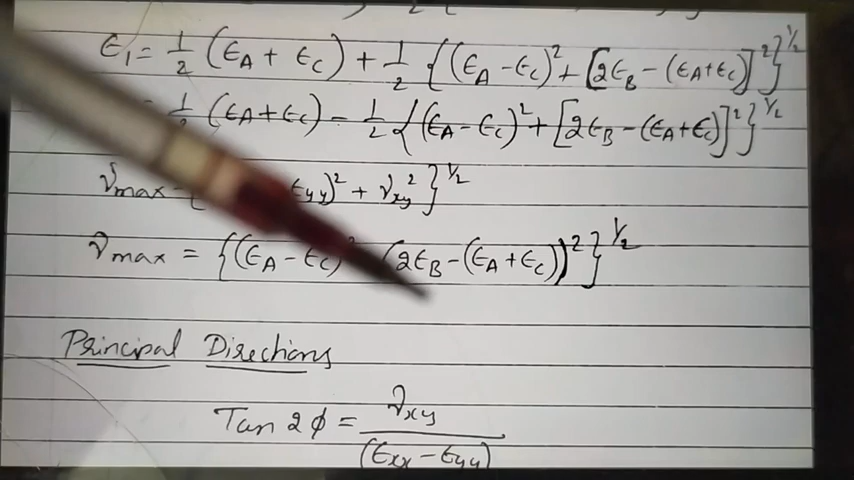 ϵ₁ = 1/2 (ϵA + ϵC) + 1/2 {(ϵA − ϵC)² + [2ϵB − (ϵA + ϵC)]²}^1/2
= 1/2 (ϵA + ϵC) − 1/2 {(ϵA − ϵC)² + [2ϵB − (ϵA + ϵC)]²}^1/2
γmax = { ϵyy)² + γxy²}^1/2
γmax = {(ϵA − ϵC)² (2ϵB − (ϵA + ϵC))²}^1/2
Principal Directions
Tan 2ϕ = γxy / (ϵxx − ϵyy)